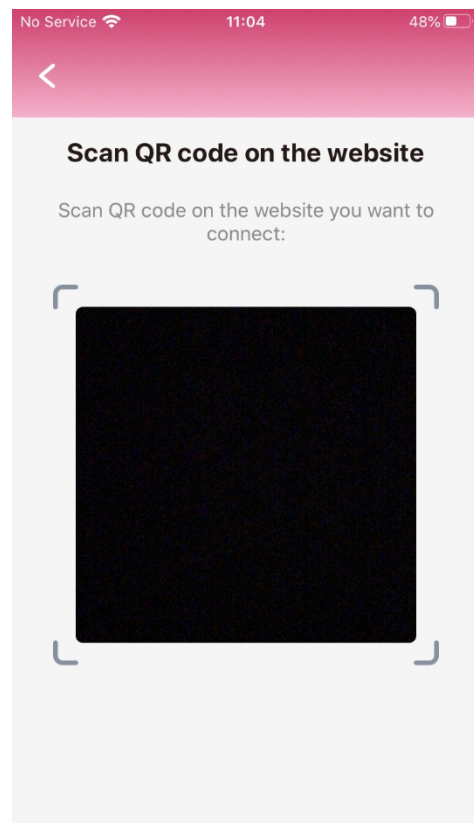 No Service 11:04 48%
Scan QR code on the website
Scan QR code on the website you want to
connect: